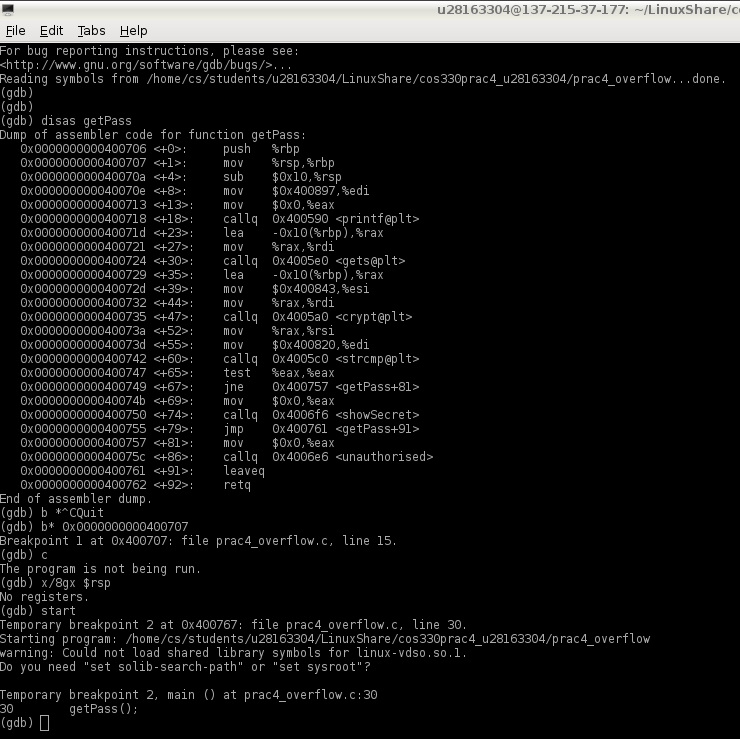 u28163304@137-215-37-177: ~/LinuxShare/co
File Edit Tabs Help
For bug reporting instructions, please see:
<http://www.gnu.org/software/gdb/bugs/>...
Reading symbols from /home/cs/students/u28163304/LinuxShare/cos330prac4_u28163304/prac4_overflow...done.
(gdb)
(gdb)
(gdb) disas getPass
Dump of assembler code for function getPass:
0x0000000000400706 <+0>: push %rbp
0x0000000000400707 <+1>: mov %rsp,%rbp
0x000000000040070a <+4>: sub $0x10,%rsp
0x000000000040070e <+8>: mov $0x400897,%edi
0x0000000000400713 <+13>: mov $0x0,%eax
0x0000000000400718 <+18>: callq 0x400590 <printf@plt>
0x000000000040071d <+23>: lea -0x10(%rbp),%rax
0x0000000000400721 <+27>: mov %rax,%rdi
0x0000000000400724 <+30>: callq 0x4005e0 <gets@plt>
0x0000000000400729 <+35>: lea -0x10(%rbp),%rax
0x000000000040072d <+39>: mov $0x400843,%esi
0x0000000000400732 <+44>: mov %rax,%rdi
0x0000000000400735 <+47>: callq 0x4005a0 <crypt@plt>
0x000000000040073a <+52>: mov %rax,%rsi
0x000000000040073d <+55>: mov $0x400820,%edi
0x0000000000400742 <+60>: callq 0x4005c0 <strcmp@plt>
0x0000000000400747 <+65>: test %eax,%eax
0x0000000000400749 <+67>: jne 0x400757 <getPass+81>
0x000000000040074b <+69>: mov $0x0,%eax
0x0000000000400750 <+74>: callq 0x4006f6 <showSecret>
0x0000000000400755 <+79>: jmp 0x400761 <getPass+91>
0x0000000000400757 <+81>: mov $0x0,%eax
0x000000000040075c <+86>: callq 0x4006e6 <unauthorised>
0x0000000000400761 <+91>: leaveq
0x0000000000400762 <+92>: retq
End of assembler dump.
(gdb) b *^CQuit
(gdb) b* 0x0000000000400707
Breakpoint 1 at 0x400707: file prac4_overflow.c, line 15.
(gdb) c
The program is not being run.
(gdb) x/8gx $rsp
No registers.
(gdb) start
Temporary breakpoint 2 at 0x400767: file prac4_overflow.c, line 30.
Starting program: /home/cs/students/u28163304/LinuxShare/cos330prac4_u28163304/prac4_overflow
warning: Could not load shared library symbols for linux-vdso.so.1.
Do you need "set solib-search-path" or "set sysroot"?
Temporary breakpoint 2, main () at prac4_overflow.c:30
30 getPass();
(gdb)